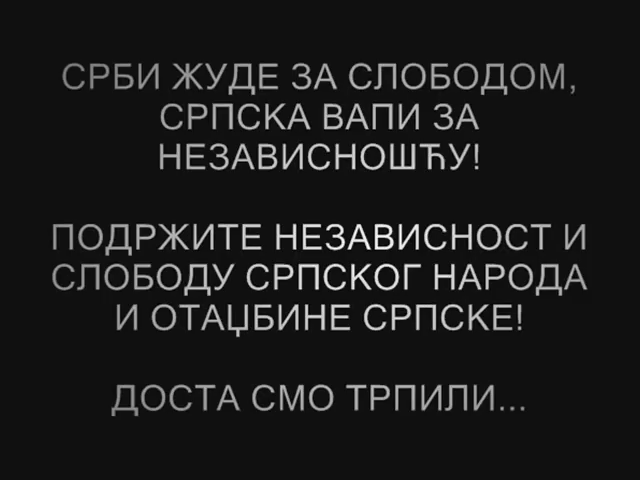 СРБИ ЖУДЕ ЗА СЛОБОДОМ,
СРПСКА ВАПИ ЗА
НЕЗАВИСНОШЋУ!
ПОДРЖИТЕ НЕЗАВИСНОСТ И
СЛОБОДУ СРПСКОГ НАРОДА
И ОТАЏБИНЕ СРПСКЕ!
ДОСТА СМО ТРПИЛИ...